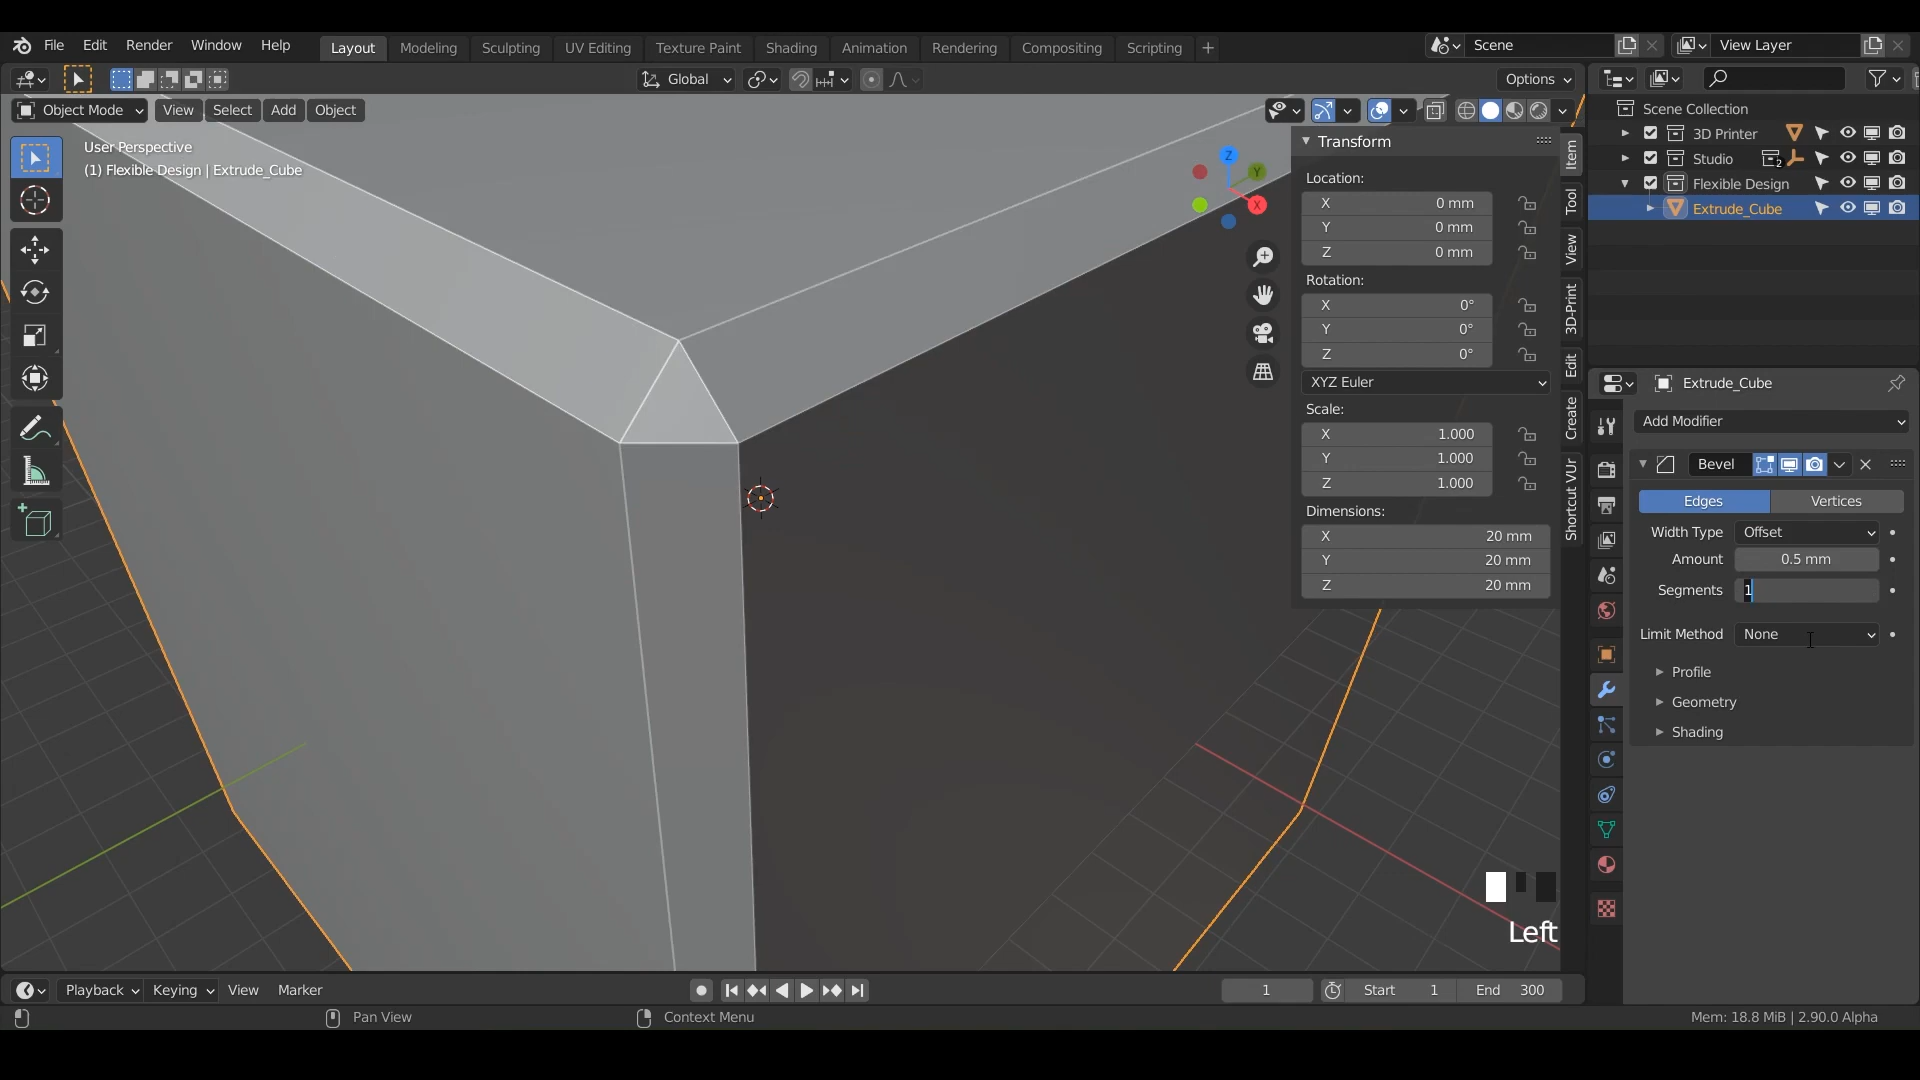 File Edit Render Window Help Layout Modeling Sculpting UV Editing Texture Paint Shading Animation Rendering Compositing Scripting + Scene View Layer
Global Options
Object Mode View Select Add Object
User Perspective
(1) Flexible Design | Extrude_Cube
Z
Y
X
Transform
Location:
X 0 mm
Y 0 mm
Z 0 mm
Rotation:
X 0°
Y 0°
Z 0°
XYZ Euler
Scale:
X 1.000
Y 1.000
Z 1.000
Dimensions:
X 20 mm
Y 20 mm
Z 20 mm
Item
Tool
View
3D-Print
Edit
Create
Shortcut VUr
Scene Collection
3D Printer
Studio 2
Flexible Design
Extrude_Cube
Extrude_Cube
Add Modifier
Bevel
Edges Vertices
Width Type Offset
Amount 0.5 mm
Segments 1
Limit Method None
Profile
Geometry
Shading
Left
Playback Keying View Marker 1 Start 1 End 300
Pan View Context Menu Mem: 18.8 MiB | 2.90.0 Alpha